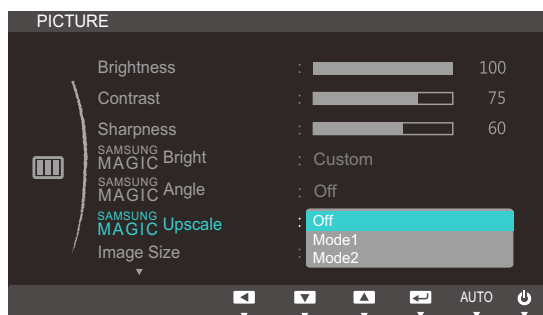 PICTURE
Brightness : 100
Contrast : 75
Sharpness : 60
SAMSUNG MAGIC Bright : Custom
SAMSUNG MAGIC Angle : Off
SAMSUNG MAGIC Upscale : Off
Mode1
Image Size : Mode2
AUTO